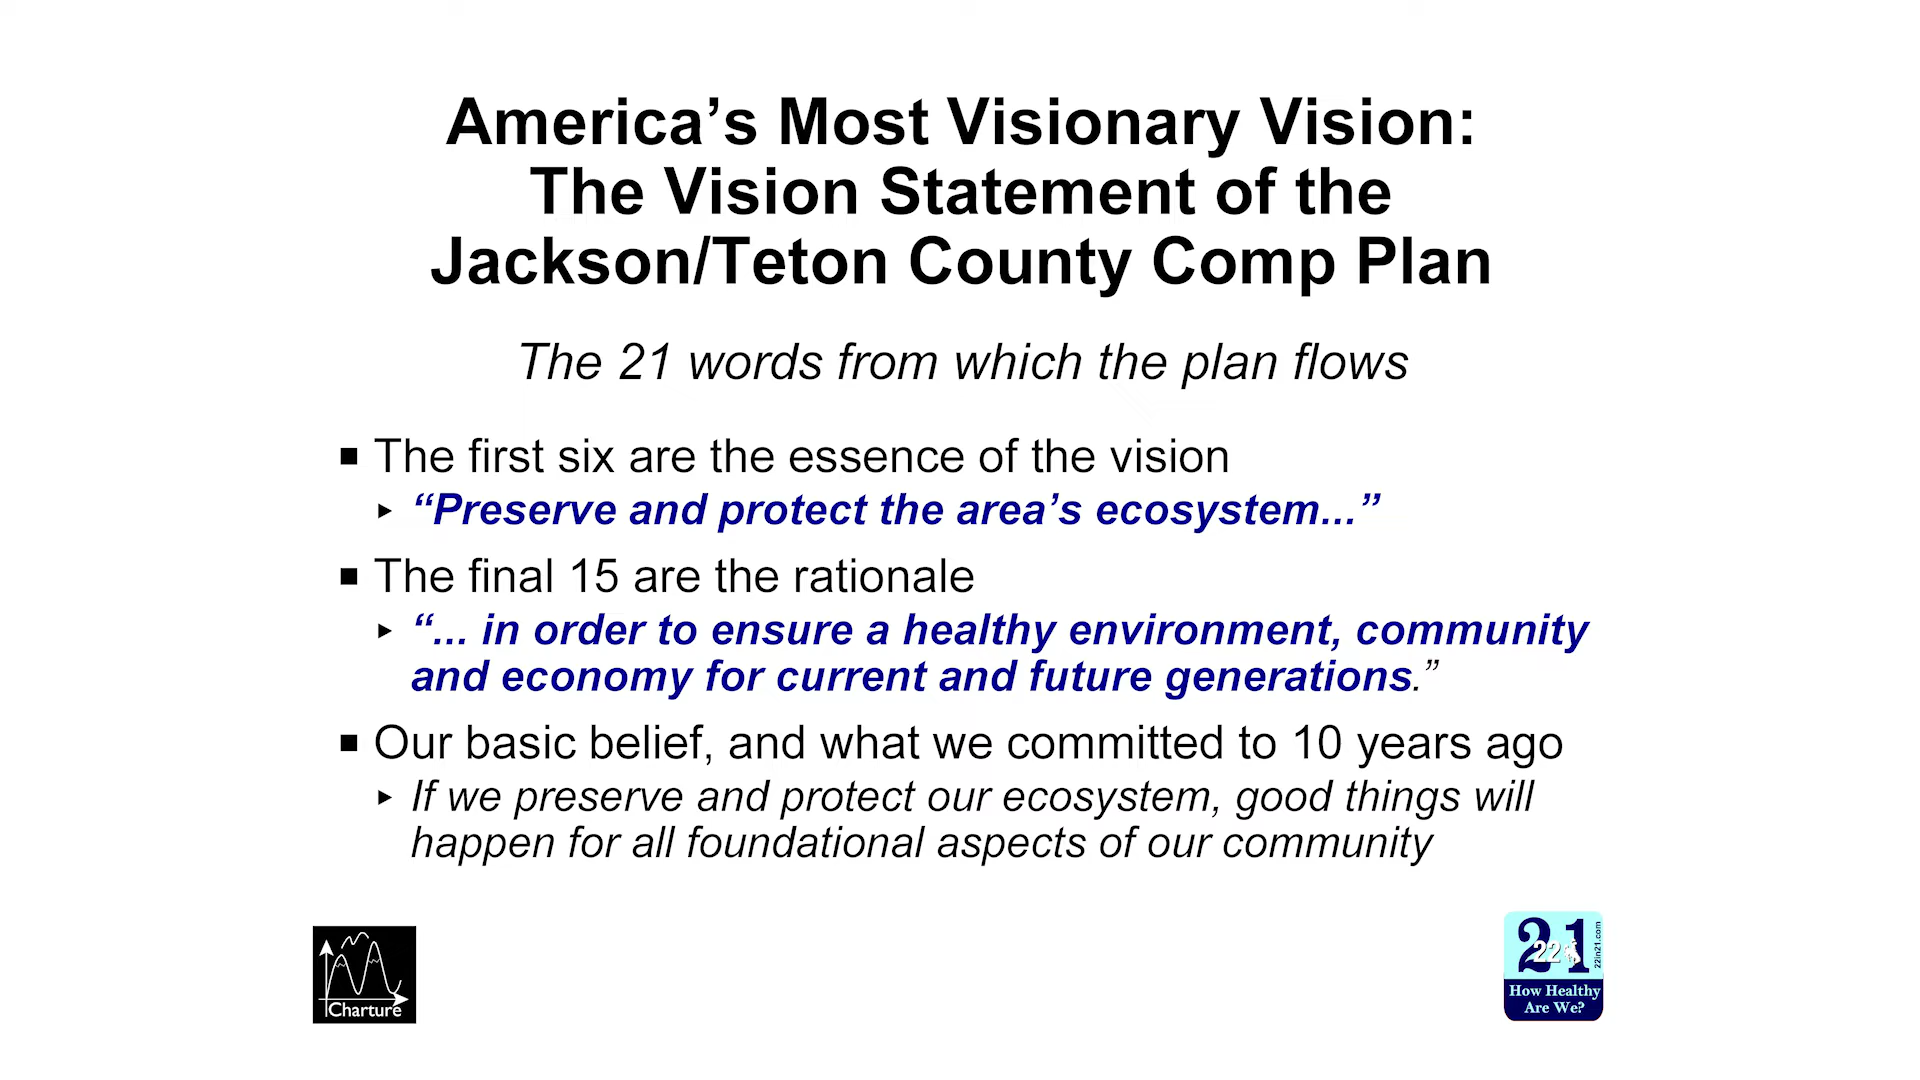 America’s Most Visionary Vision:
The Vision Statement of the
Jackson/Teton County Comp Plan
The 21 words from which the plan flows
■ The first six are the essence of the vision
▸ “Preserve and protect the area’s ecosystem...”
■ The final 15 are the rationale
▸ “... in order to ensure a healthy environment, community
and economy for current and future generations.”
■ Our basic belief, and what we committed to 10 years ago
▸ If we preserve and protect our ecosystem, good things will
happen for all foundational aspects of our community
Charture
21
22
22in21.com
How Healthy
Are We?